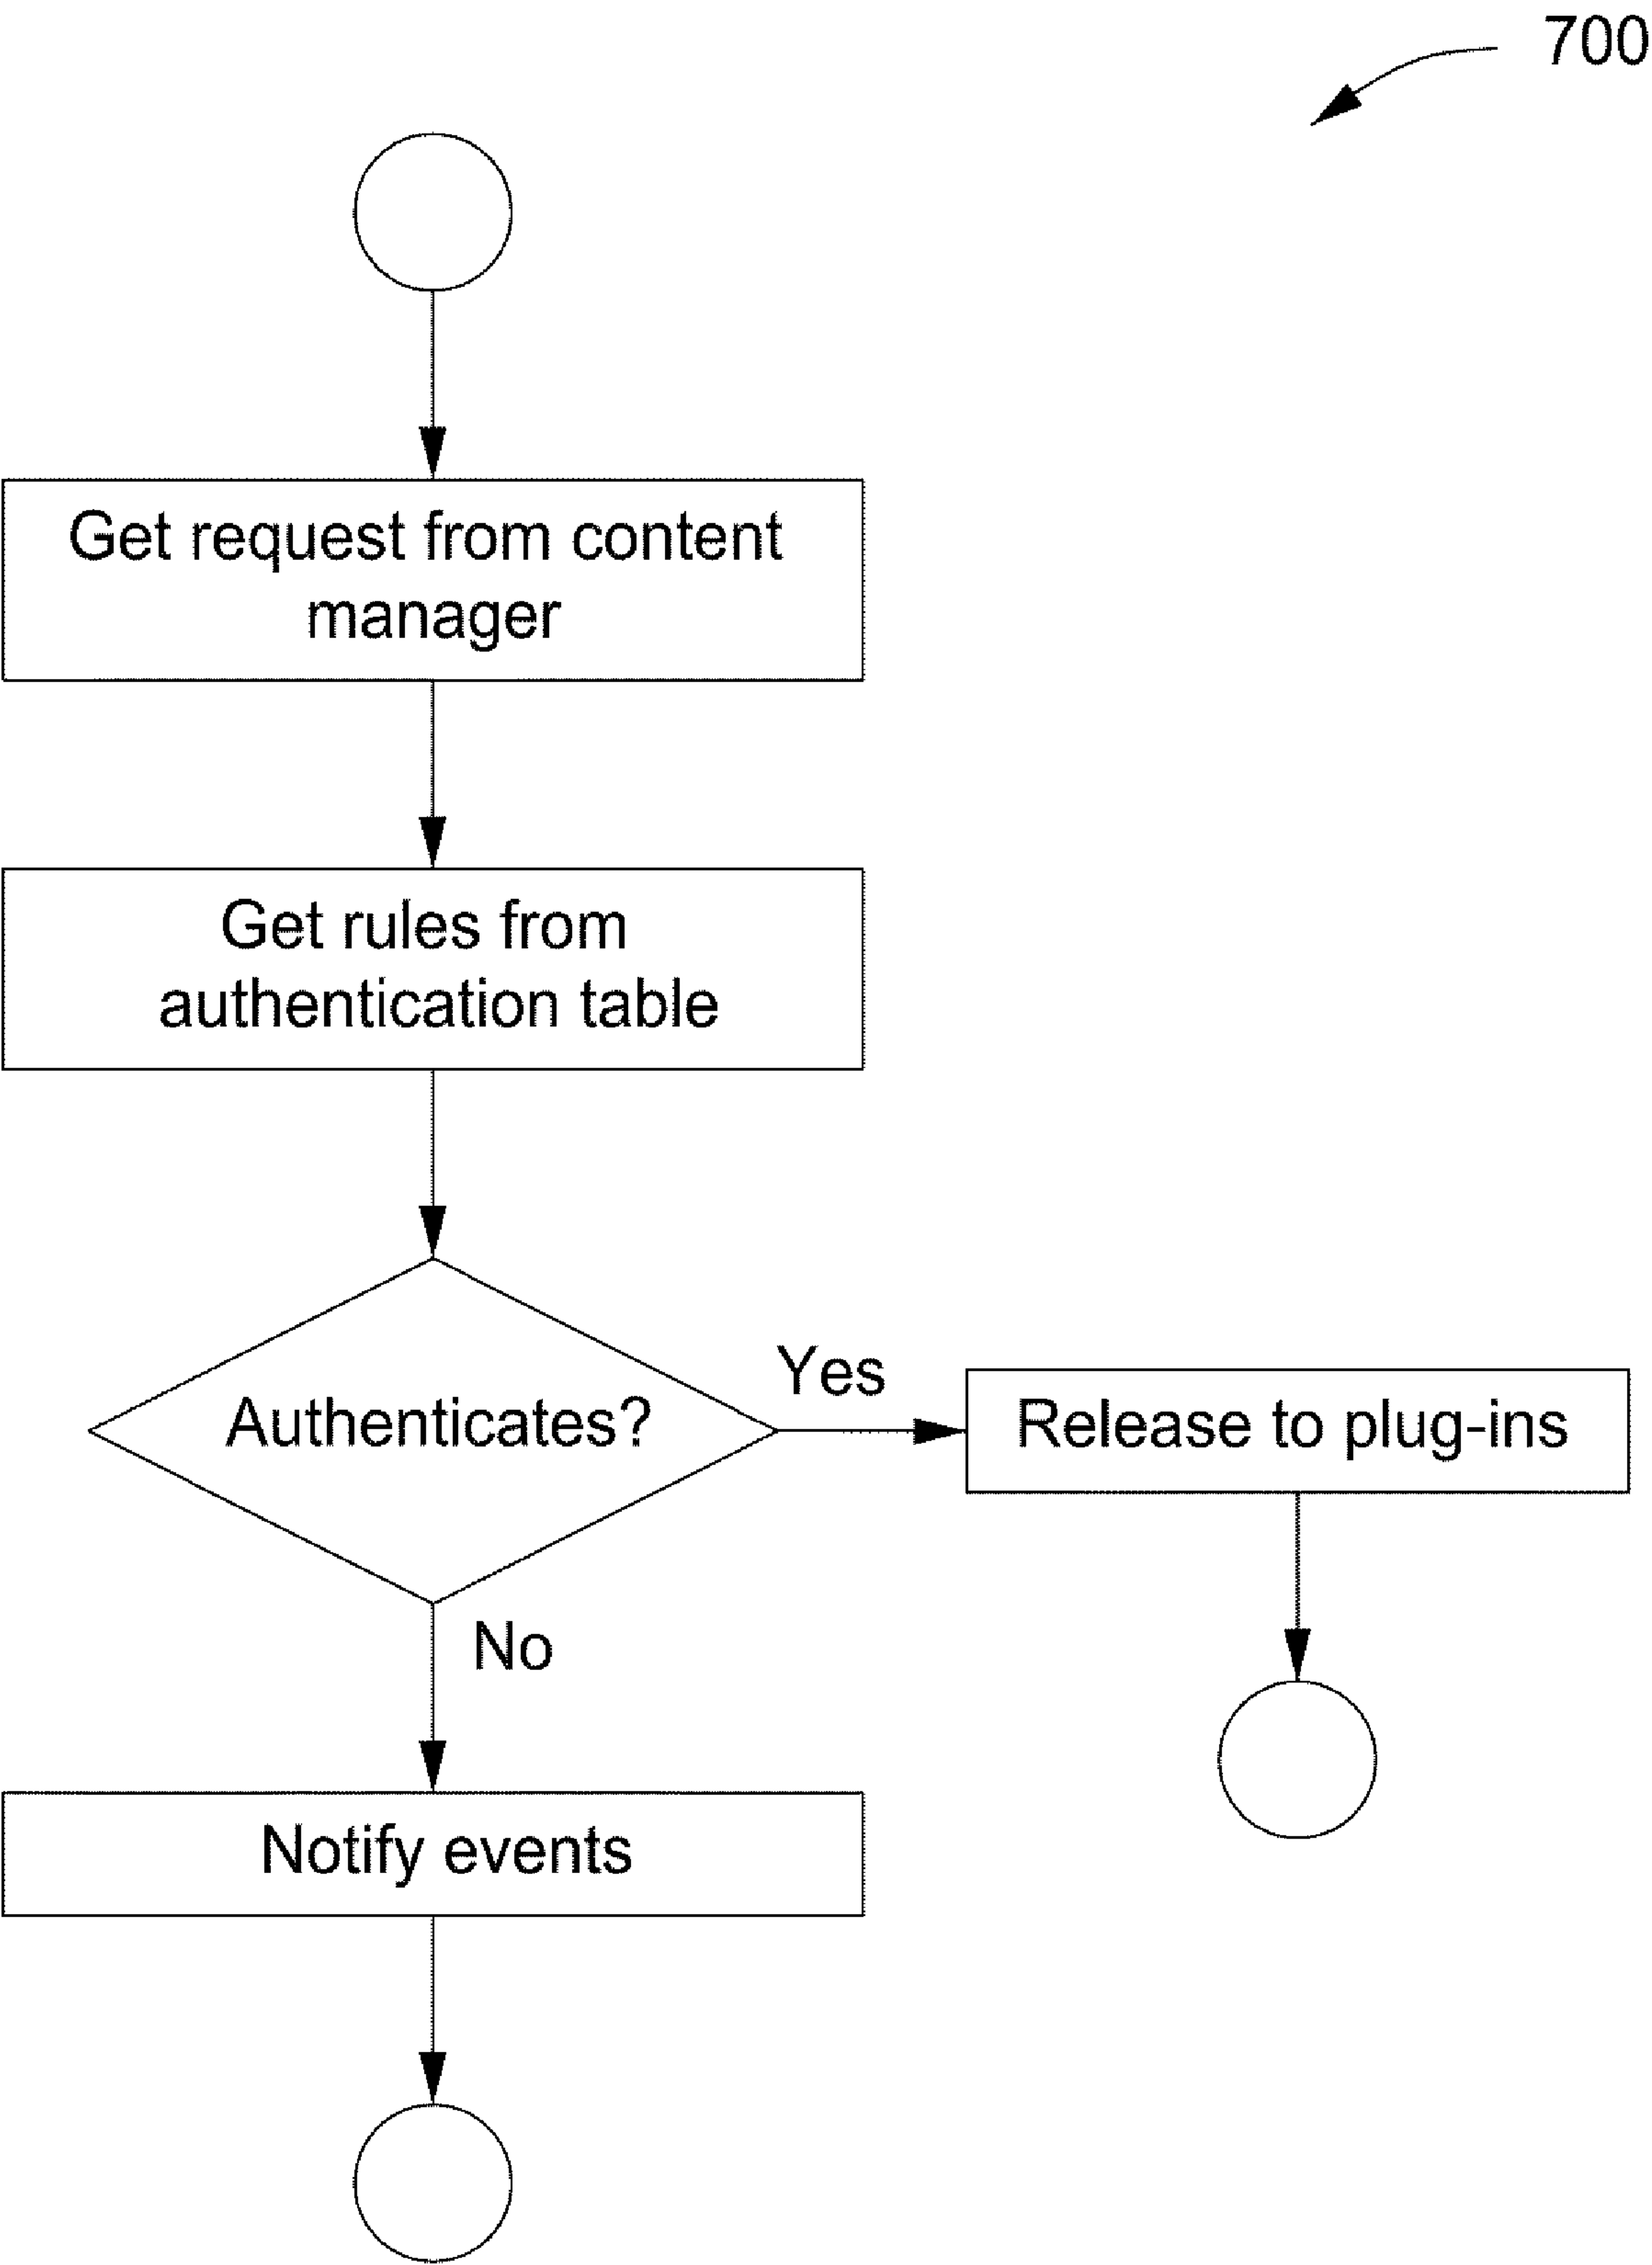 700
Get request from content
manager
Get rules from
authentication table
Authenticates?
Yes
Release to plug-ins
No
Notify events